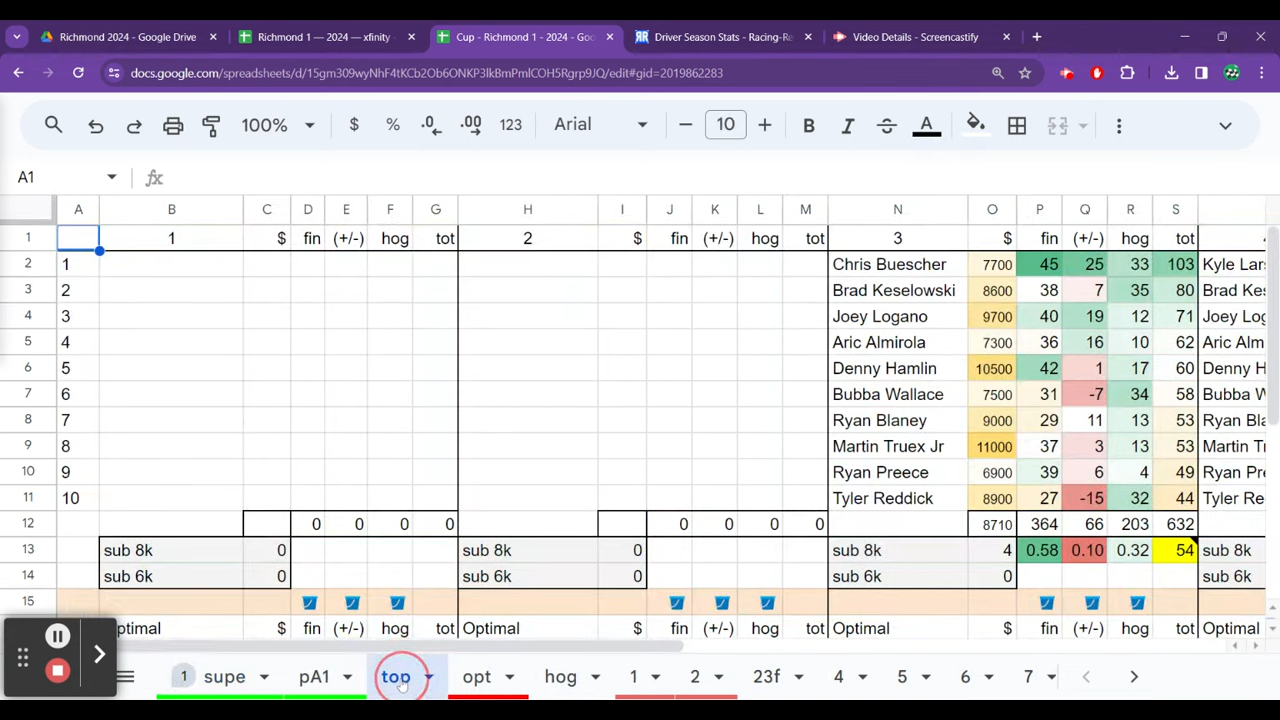 Richmond 2024 - Google Drive
Richmond 1 — 2024 — xfinity
Cup - Richmond 1 - 2024 - Goo
Driver Season Stats - Racing-Re
Video Details - Screencastify
docs.google.com/spreadsheets/d/15gm309wyNhF4tKCb2Ob6ONKP3lkBmPmlCOH5Rgrp9JQ/edit#gid=2019862283
100% $ % .0 .00 123 Arial 10 B I A
A1 fx
A B C D E F G H I J K L M N O P Q R S
1 1 $ fin (+/-) hog tot 2 $ fin (+/-) hog tot 3 $ fin (+/-) hog tot
2 1 Chris Buescher 7700 45 25 33 103 Kyle Lars
3 2 Brad Keselowski 8600 38 7 35 80 Brad Kes
4 3 Joey Logano 9700 40 19 12 71 Joey Log
5 4 Aric Almirola 7300 36 16 10 62 Aric Alm
6 5 Denny Hamlin 10500 42 1 17 60 Denny H
7 6 Bubba Wallace 7500 31 -7 34 58 Bubba W
8 7 Ryan Blaney 9000 29 11 13 53 Ryan Bla
9 8 Martin Truex Jr 11000 37 3 13 53 Martin T
10 9 Ryan Preece 6900 39 6 4 49 Ryan Pr
11 10 Tyler Reddick 8900 27 -15 32 44 Tyler Re
12 0 0 0 0 0 0 0 0 8710 364 66 203 632
13 sub 8k 0 sub 8k 0 sub 8k 4 0.58 0.10 0.32 54 sub 8k
14 sub 6k 0 sub 6k 0 sub 6k 0 sub 6k
15
Optimal $ fin (+/-) hog tot Optimal $ fin (+/-) hog tot Optimal $ fin (+/-) hog tot Optimal
1 supe pA1 top opt hog 1 2 23f 4 5 6 7